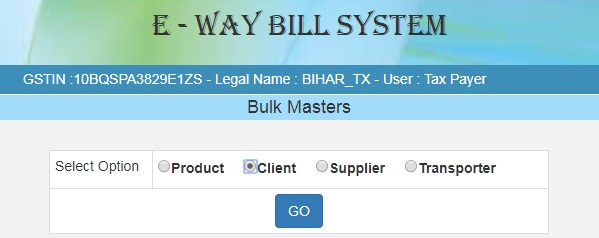 E - WAY BILL SYSTEM
GSTIN :10BQSPA3829E1ZS - Legal Name : BIHAR_TX - User : Tax Payer
Bulk Masters
Select Option Product Client Supplier Transporter
GO